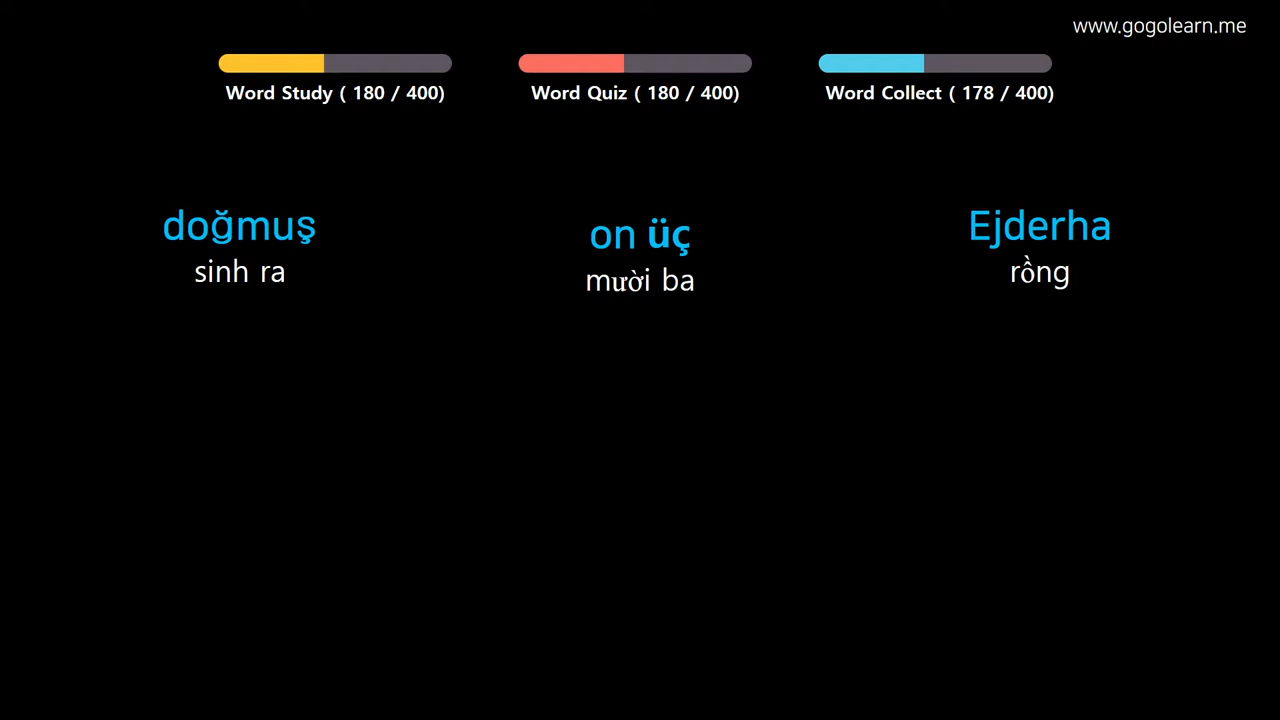 www.gogolearn.me
Word Study ( 180 / 400)
Word Quiz ( 180 / 400)
Word Collect ( 178 / 400)
doğmuş
sinh ra
on üç
mười ba
Ejderha
rồng